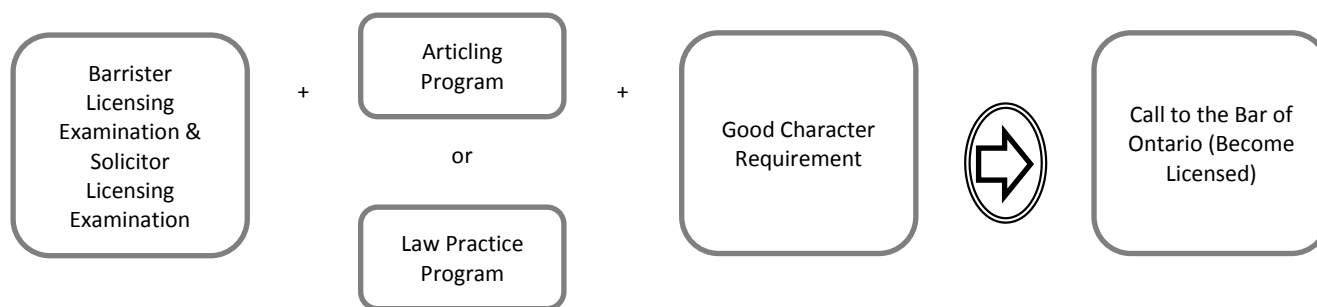 Barrister
Licensing
Examination &
Solicitor
Licensing
Examination
+
Articling
Program
or
Law Practice
Program
+
Good Character
Requirement
Call to the Bar of
Ontario (Become
Licensed)